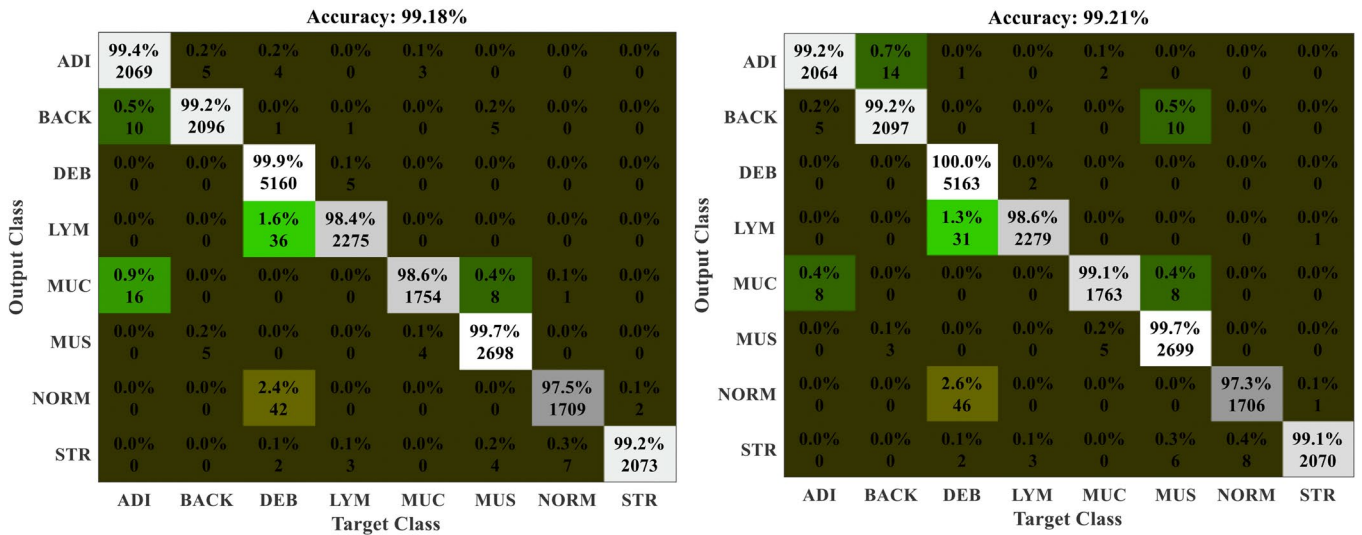 Accuracy: 99.18%
ADI 99.4% 0.2% 0.2% 0.0% 0.1% 0.0% 0.0% 0.0%
2069 5 4 0 3 0 0 0
BACK 0.5% 99.2% 0.0% 0.0% 0.0% 0.2% 0.0% 0.0%
10 2096 1 1 0 5 0 0
DEB 0.0% 0.0% 99.9% 0.1% 0.0% 0.0% 0.0% 0.0%
0 0 5160 5 0 0 0 0
LYM 0.0% 0.0% 1.6% 98.4% 0.0% 0.0% 0.0% 0.0%
0 0 36 2275 0 0 0 0
MUC 0.9% 0.0% 0.0% 0.0% 98.6% 0.4% 0.1% 0.0%
16 0 0 0 1754 8 1 0
MUS 0.0% 0.2% 0.0% 0.0% 0.1% 99.7% 0.0% 0.0%
0 5 0 0 4 2698 0 0
NORM 0.0% 0.0% 2.4% 0.0% 0.0% 0.0% 97.5% 0.1%
0 0 42 0 0 0 1709 2
STR 0.0% 0.0% 0.1% 0.1% 0.0% 0.2% 0.3% 99.2%
0 0 2 3 0 4 7 2073
ADI BACK DEB LYM MUC MUS NORM STR
Target Class
Output Class
Accuracy: 99.21%
ADI 99.2% 0.7% 0.0% 0.0% 0.1% 0.0% 0.0% 0.0%
2064 14 1 0 2 0 0 0
BACK 0.2% 99.2% 0.0% 0.0% 0.0% 0.5% 0.0% 0.0%
5 2097 0 1 0 10 0 0
DEB 0.0% 0.0% 100.0% 0.0% 0.0% 0.0% 0.0% 0.0%
0 0 5163 2 0 0 0 0
LYM 0.0% 0.0% 1.3% 98.6% 0.0% 0.0% 0.0% 0.0%
0 0 31 2279 0 0 0 1
MUC 0.4% 0.0% 0.0% 0.0% 99.1% 0.4% 0.0% 0.0%
8 0 0 0 1763 8 0 0
MUS 0.0% 0.1% 0.0% 0.0% 0.2% 99.7% 0.0% 0.0%
0 3 0 0 5 2699 0 0
NORM 0.0% 0.0% 2.6% 0.0% 0.0% 0.0% 97.3% 0.1%
0 0 46 0 0 0 1706 1
STR 0.0% 0.0% 0.1% 0.1% 0.0% 0.3% 0.4% 99.1%
0 0 2 3 0 6 8 2070
ADI BACK DEB LYM MUC MUS NORM STR
Target Class
Output Class